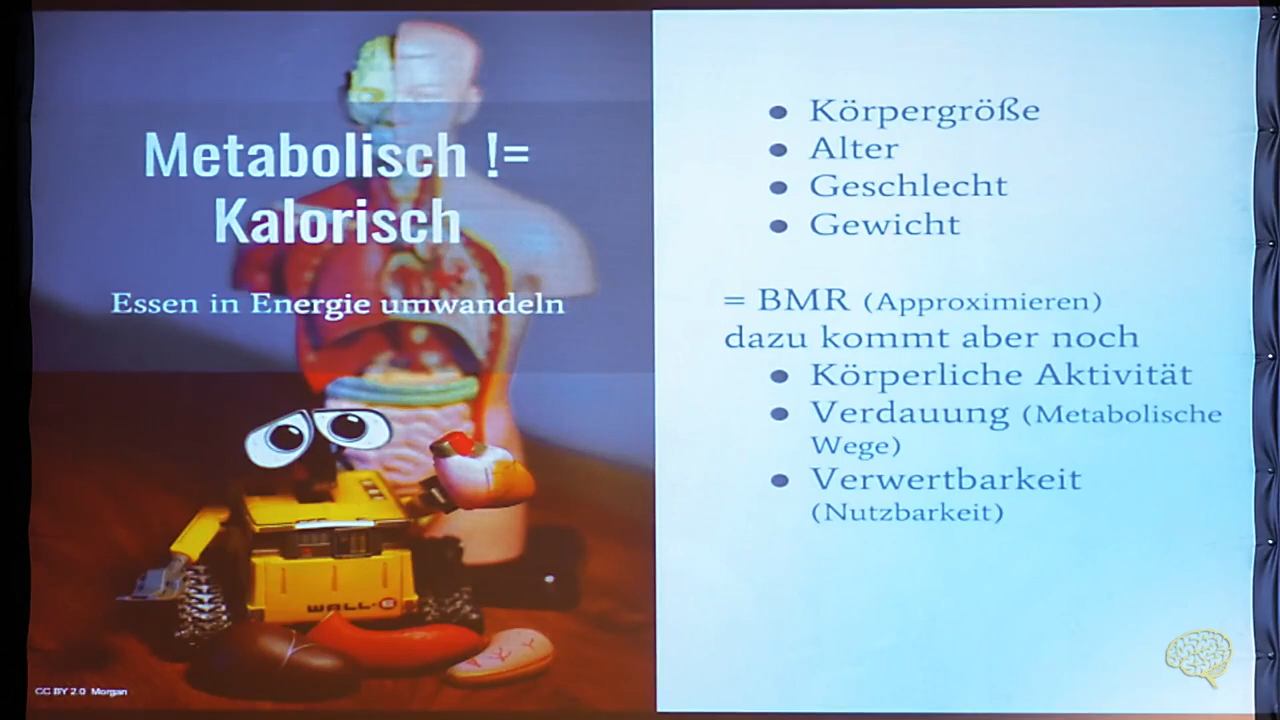 Metabolisch !=
Kalorisch
Essen in Energie umwandeln
WALL·E
CC BY 2.0 Morgan
• Körpergröße
• Alter
• Geschlecht
• Gewicht
= BMR (Approximieren)
dazu kommt aber noch
• Körperliche Aktivität
• Verdauung (Metabolische
Wege)
• Verwertbarkeit
(Nutzbarkeit)